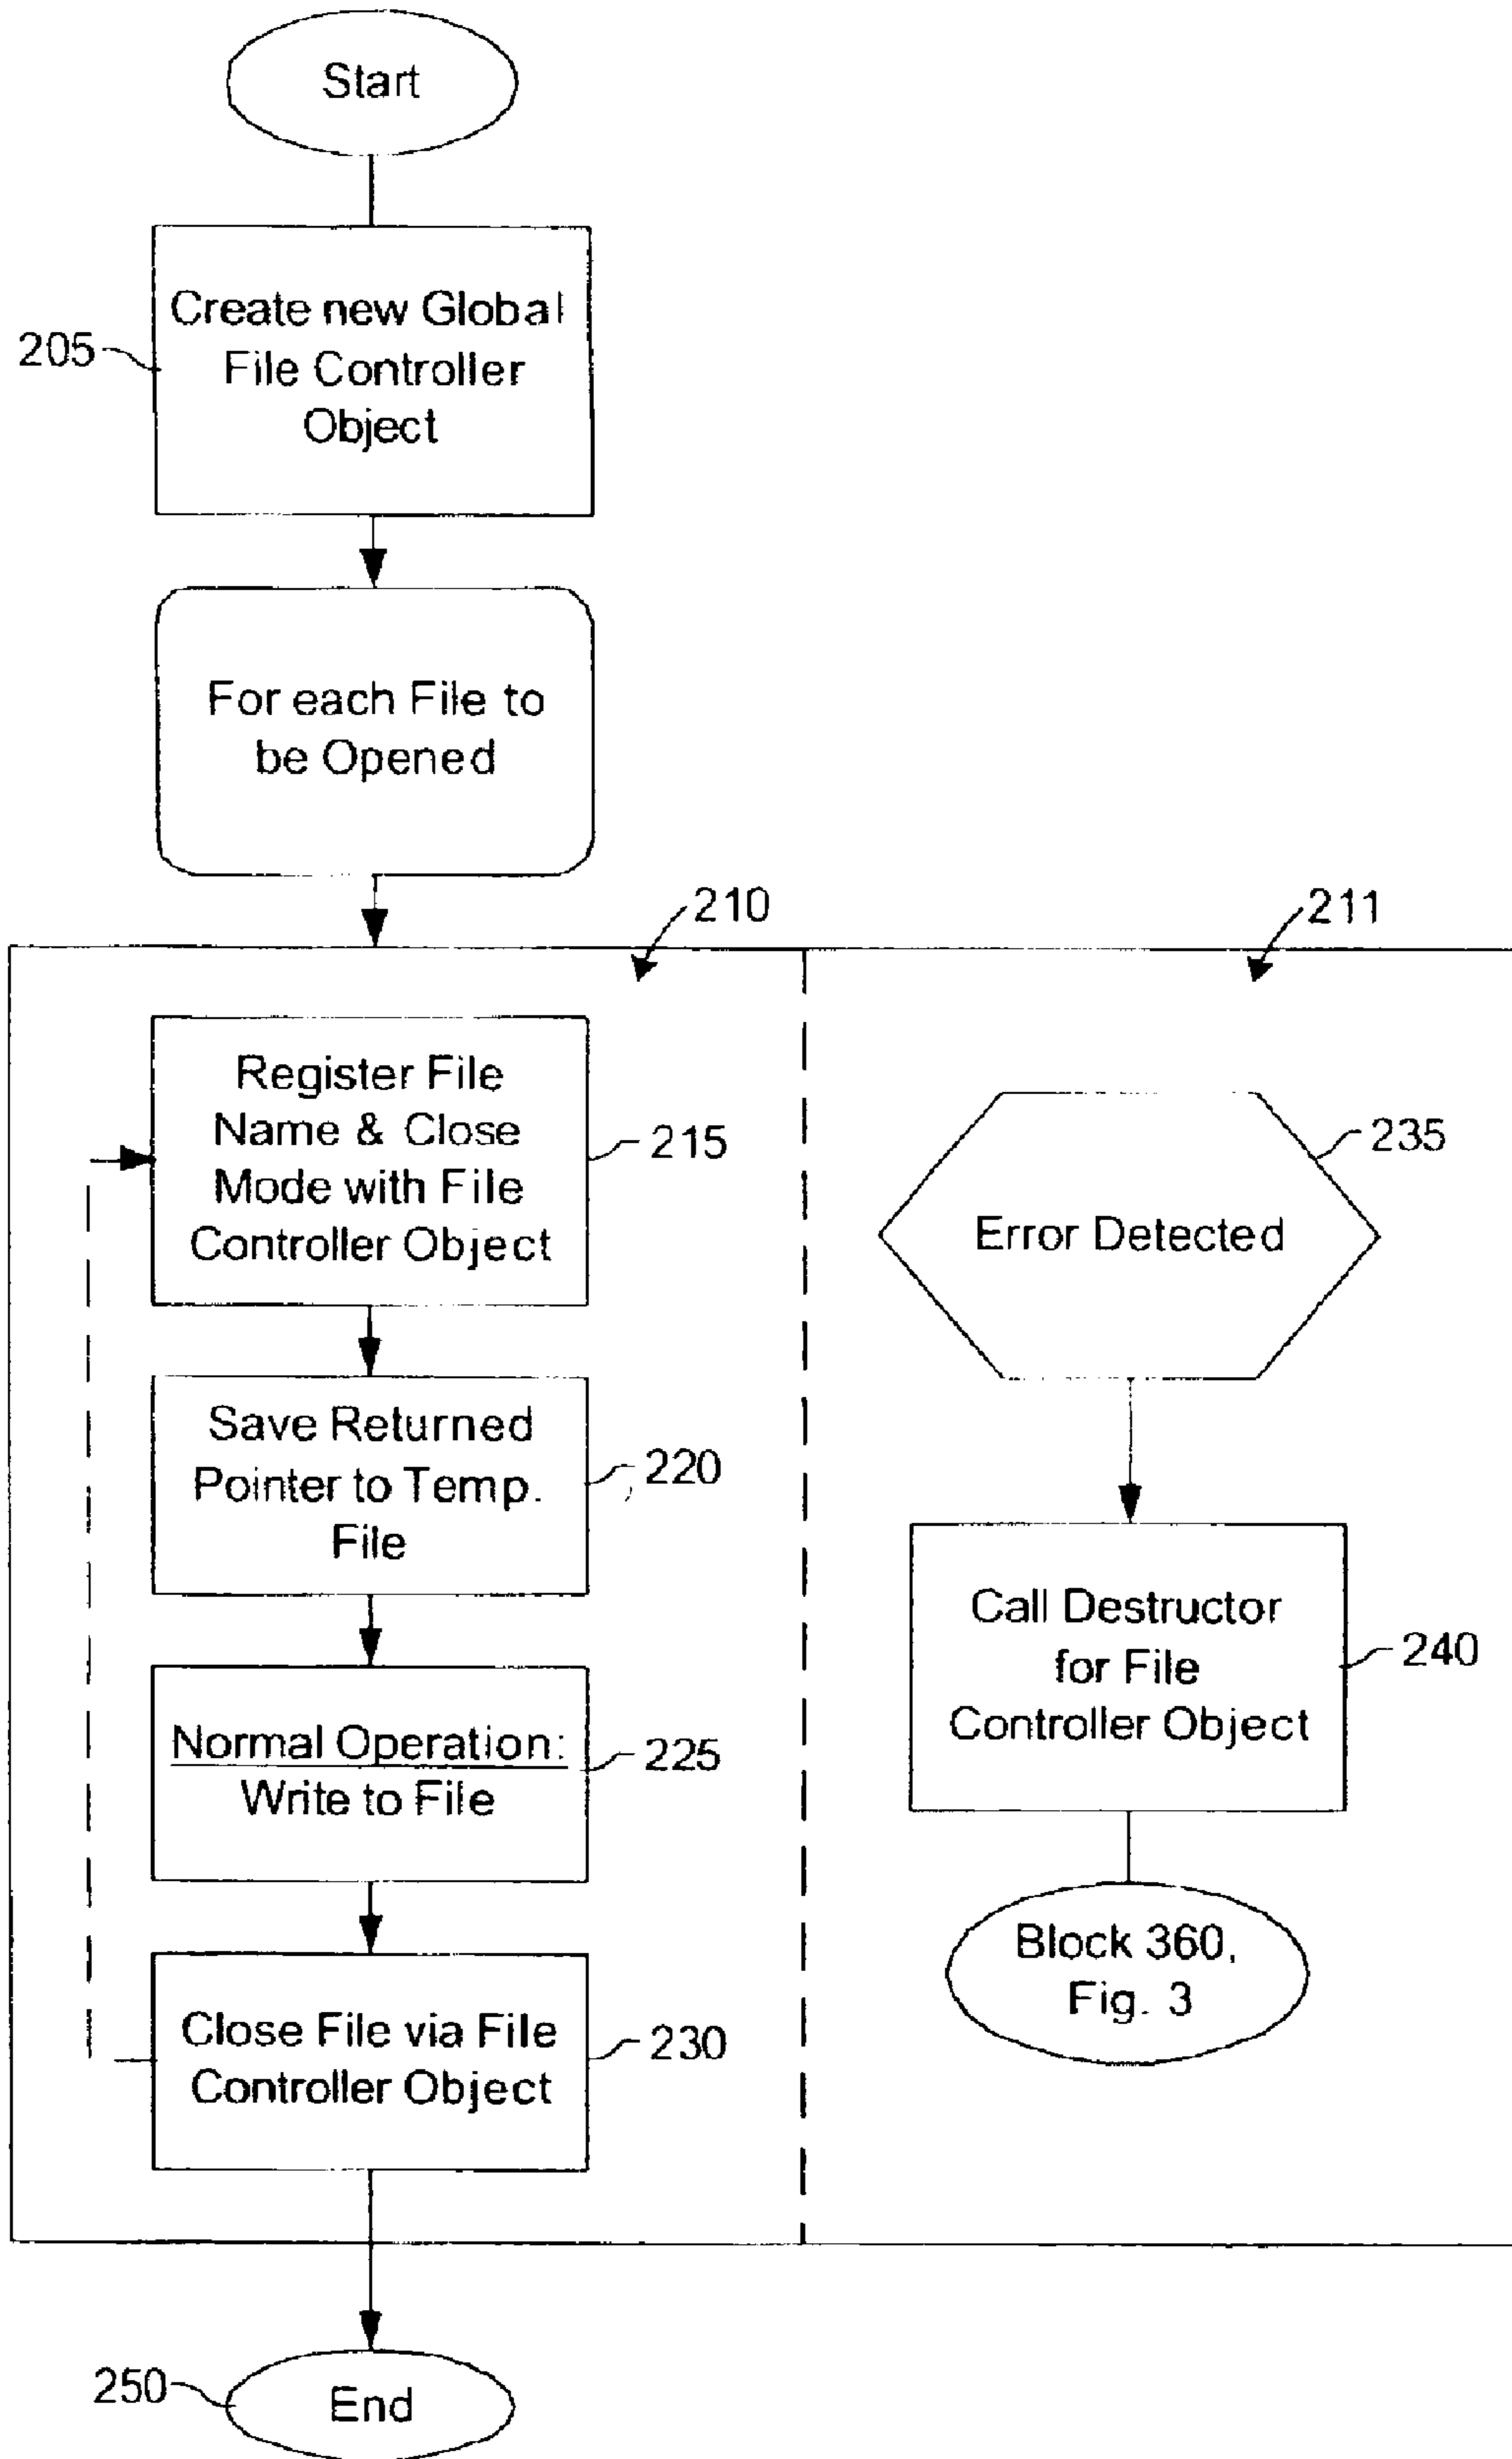 Start
Create new Global
File Controller
Object
205
For each File to
be Opened
210
211
Register File
Name & Close
Mode with File
Controller Object
215
Save Returned
Pointer to Temp.
File
220
Normal Operation:
Write to File
225
Close File via File
Controller Object
230
Error Detected
235
Call Destructor
for File
Controller Object
240
Block 360,
Fig. 3
250
End